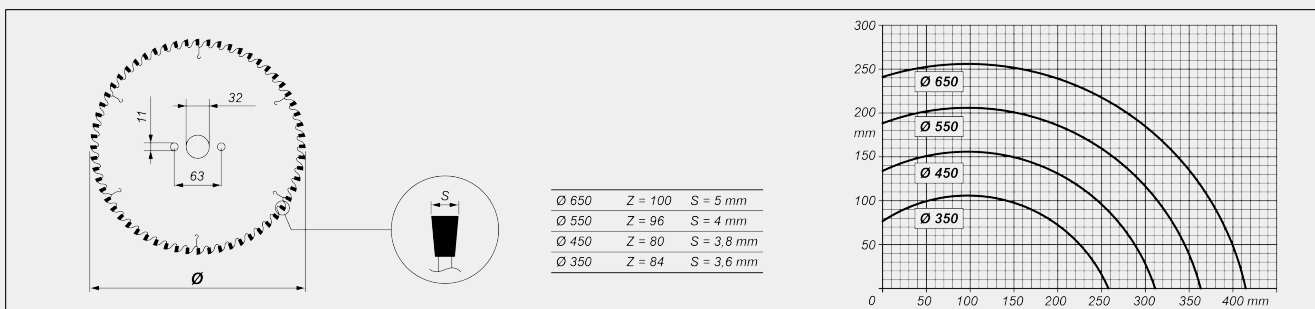 32
11
63
Ø
S
Ø 650 Z = 100 S = 5 mm
Ø 550 Z = 96 S = 4 mm
Ø 450 Z = 80 S = 3,8 mm
Ø 350 Z = 84 S = 3,6 mm
300
250
200
mm
150
100
50
Ø 650
Ø 550
Ø 450
Ø 350
0 50 100 150 200 250 300 350 400 mm